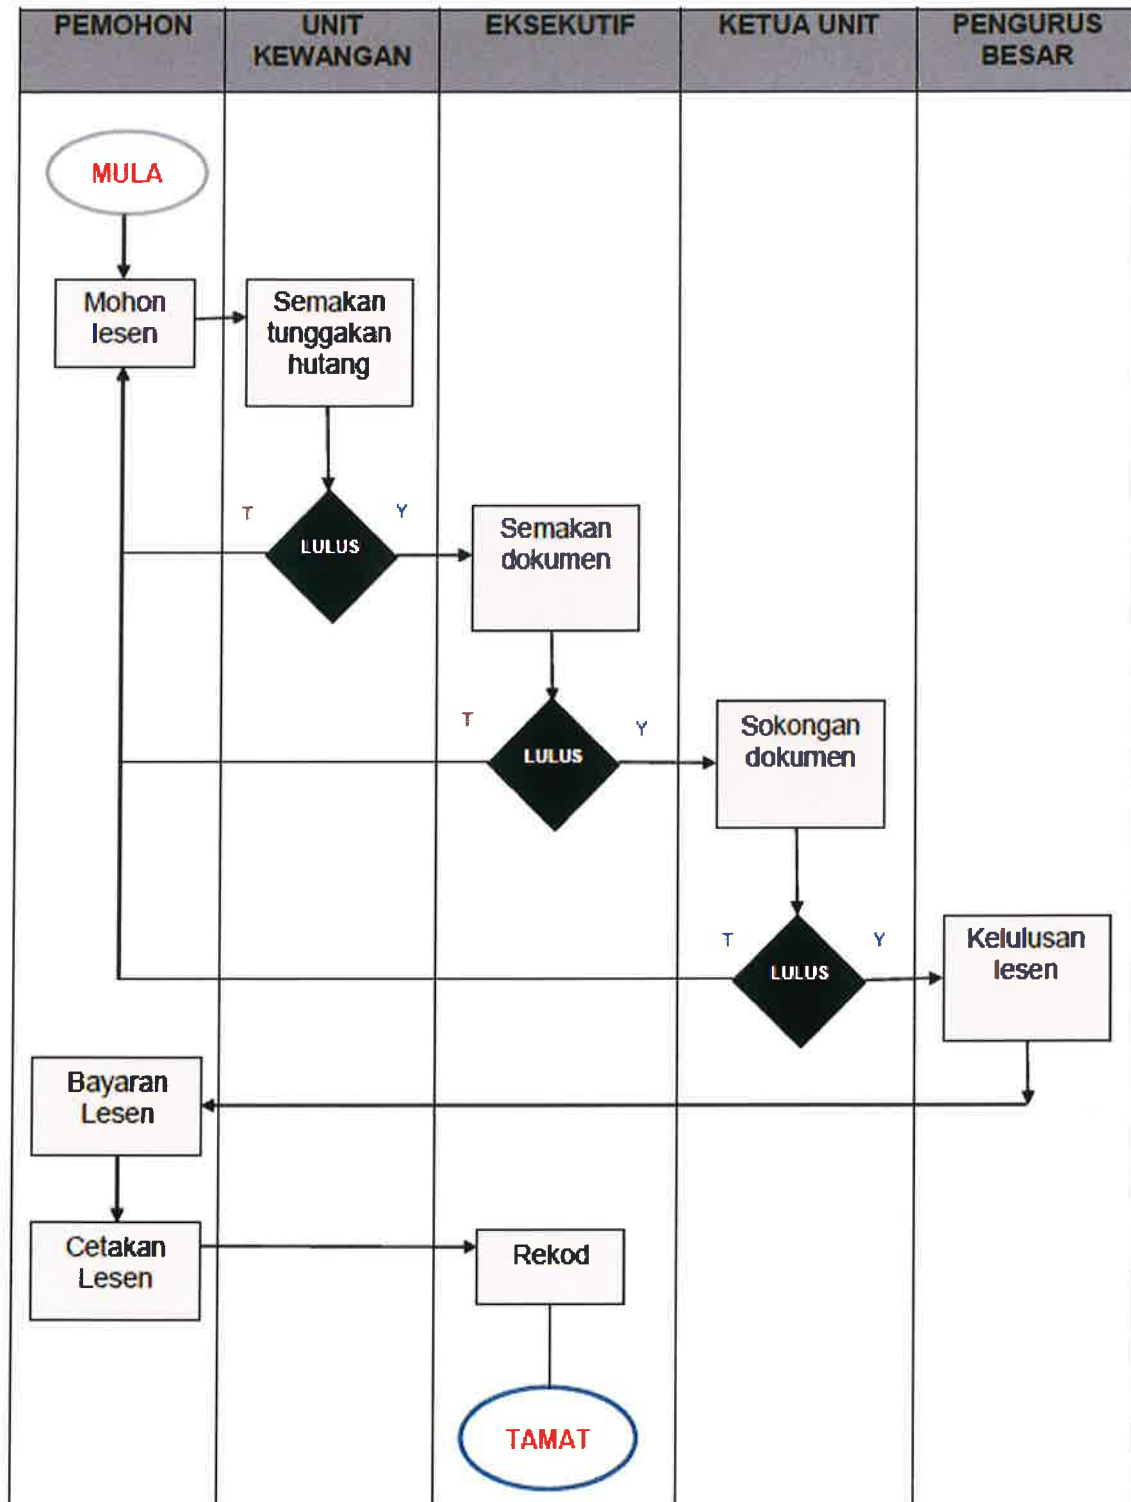 PEMOHON
UNIT
KEWANGAN
EKSEKUTIF
KETUA UNIT
PENGURUS
BESAR
MULA
Mohon
lesen
Semakan
tunggakan
hutang
T
LULUS
Y
Semakan
dokumen
T
LULUS
Y
Sokongan
dokumen
T
LULUS
Y
Kelulusan
lesen
Bayaran
Lesen
Cetakan
Lesen
Rekod
TAMAT